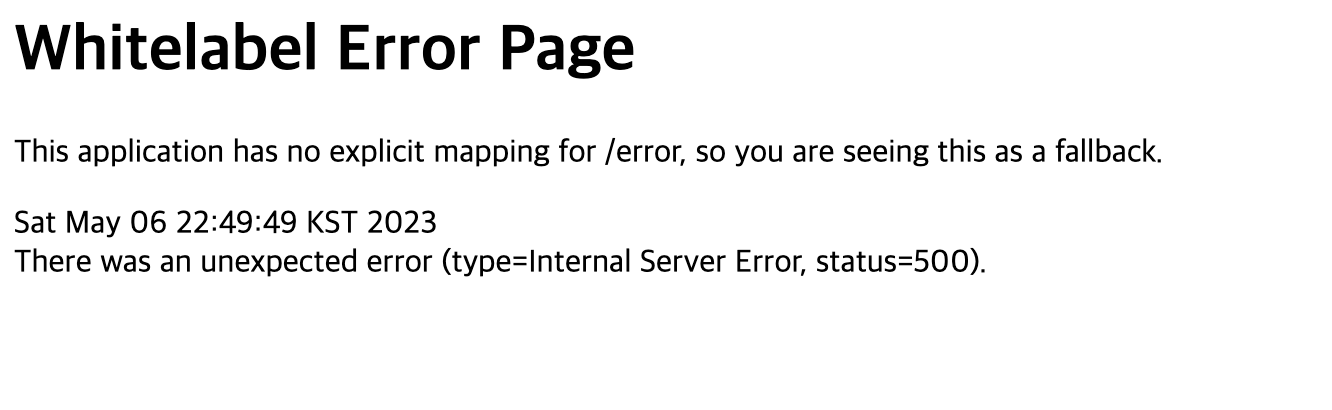 Whitelabel Error Page
This application has no explicit mapping for /error, so you are seeing this as a fallback.
Sat May 06 22:49:49 KST 2023
There was an unexpected error (type=Internal Server Error, status=500).